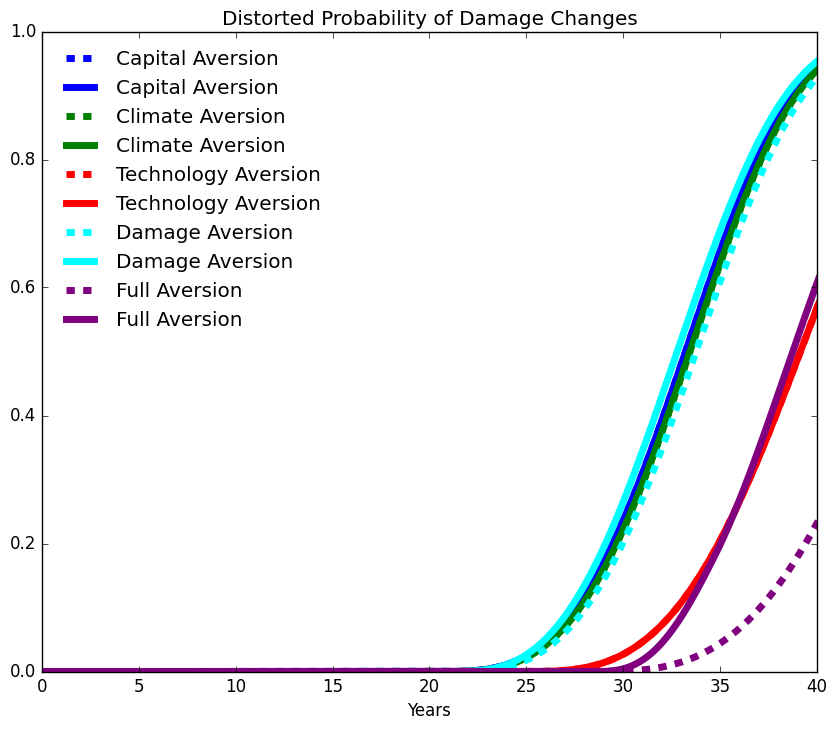 Distorted Probability of Damage Changes
1.0
Capital Aversion
Capital Aversion
Climate Aversion
Climate Aversion
Technology Aversion
Technology Aversion
Damage Aversion
Damage Aversion
Full Aversion
Full Aversion
0.8
0.6
0.4
0.2
0.0
0 5 10 15 20 25 30 35 40
Years